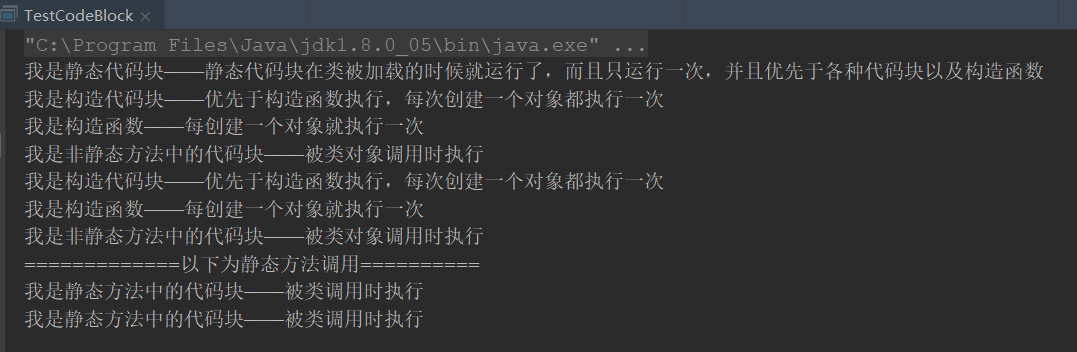 TestCodeBlock ×
"C:\Program Files\Java\jdk1.8.0_05\bin\java.exe" ...
我是静态代码块——静态代码块在类被加载的时候就运行了，而且只运行一次，并且优先于各种代码块以及构造函数
我是构造代码块——优先于构造函数执行，每次创建一个对象都执行一次
我是构造函数——每创建一个对象就执行一次
我是非静态方法中的代码块——被类对象调用时执行
我是构造代码块——优先于构造函数执行，每次创建一个对象都执行一次
我是构造函数——每创建一个对象就执行一次
我是非静态方法中的代码块——被类对象调用时执行
=============以下为静态方法调用==========
我是静态方法中的代码块——被类调用时执行
我是静态方法中的代码块——被类调用时执行